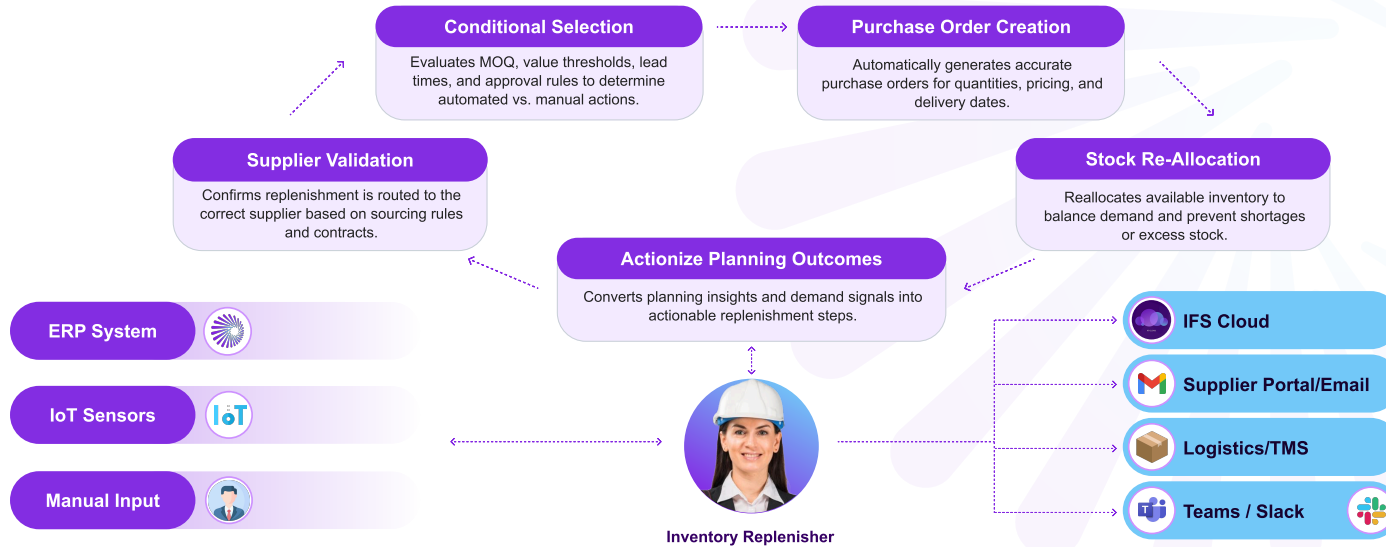 Conditional Selection
Evaluates MOQ, value thresholds, lead
times, and approval rules to determine
automated vs. manual actions.
Purchase Order Creation
Automatically generates accurate
purchase orders for quantities, pricing, and
delivery dates.
Supplier Validation
Confirms replenishment is routed to the
correct supplier based on sourcing rules
and contracts.
Stock Re-Allocation
Reallocates available inventory to
balance demand and prevent shortages
or excess stock.
Actionize Planning Outcomes
Converts planning insights and demand signals into
actionable replenishment steps.
ERP System
IoT Sensors
IoT
Manual Input
Inventory Replenisher
IFS Cloud
Supplier Portal/Email
Logistics/TMS
T
Teams / Slack